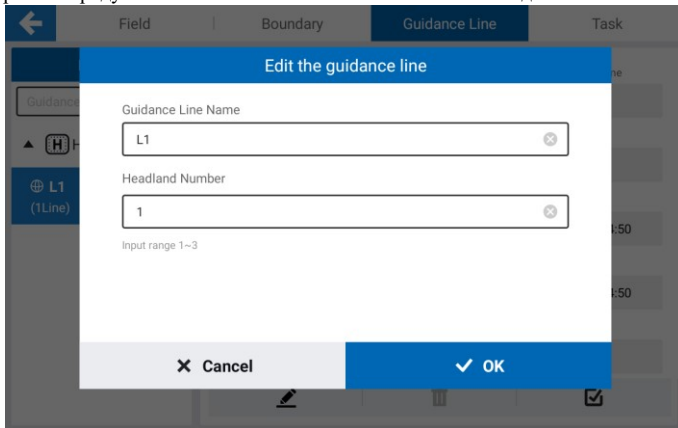 Field
Boundary
Guidance Line
Task
Edit the guidance line
Guidance Line Name
L1
Headland Number
1
Input range 1~3
L1
(1Line)
:50
:50
Cancel
OK